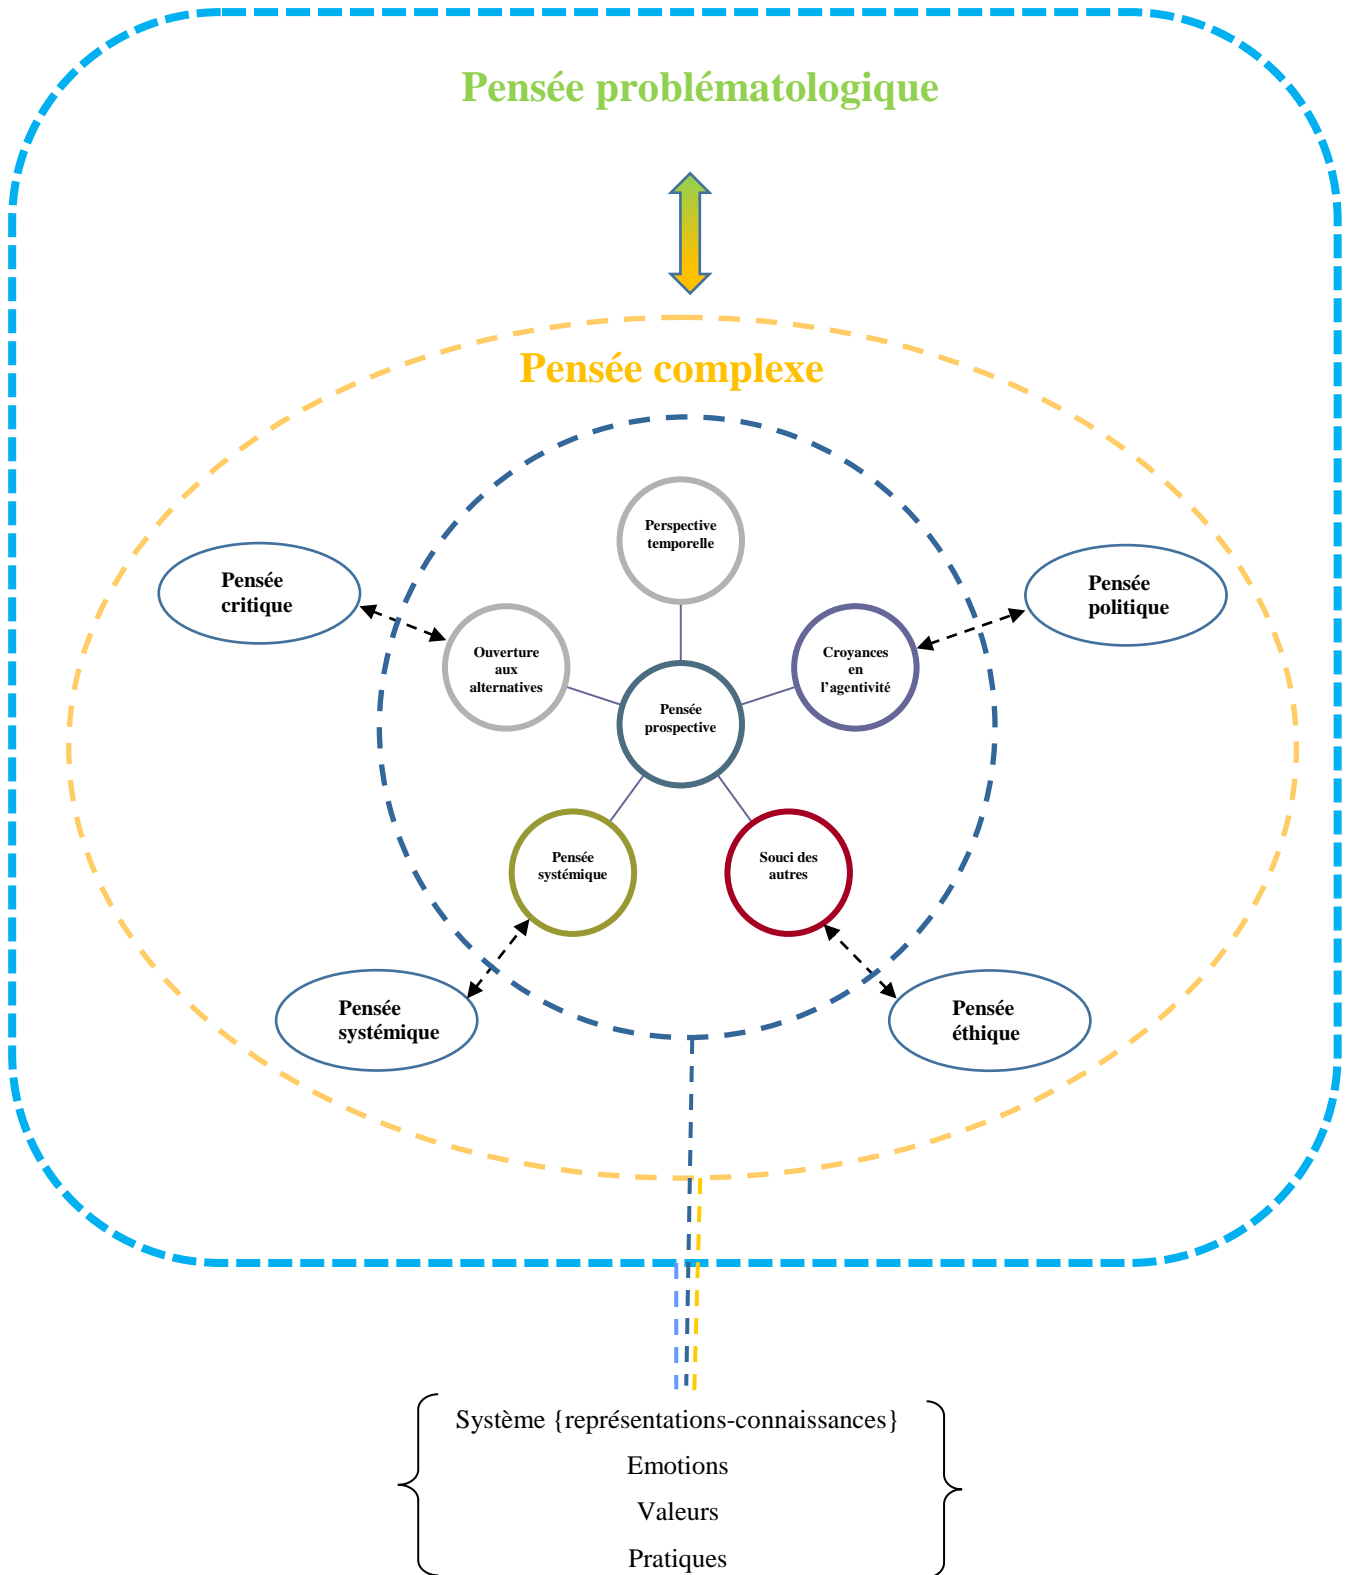 Pensée problématologique
Pensée complexe
Perspective
temporelle
Pensée
critique
Pensée
politique
Ouverture
aux
alternatives
Croyances
en
l'agentivité
Pensée
prospective
Pensée
systémique
Souci des
autres
Pensée
systémique
Pensée
éthique
Système {représentations-connaissances}
Emotions
Valeurs
Pratiques